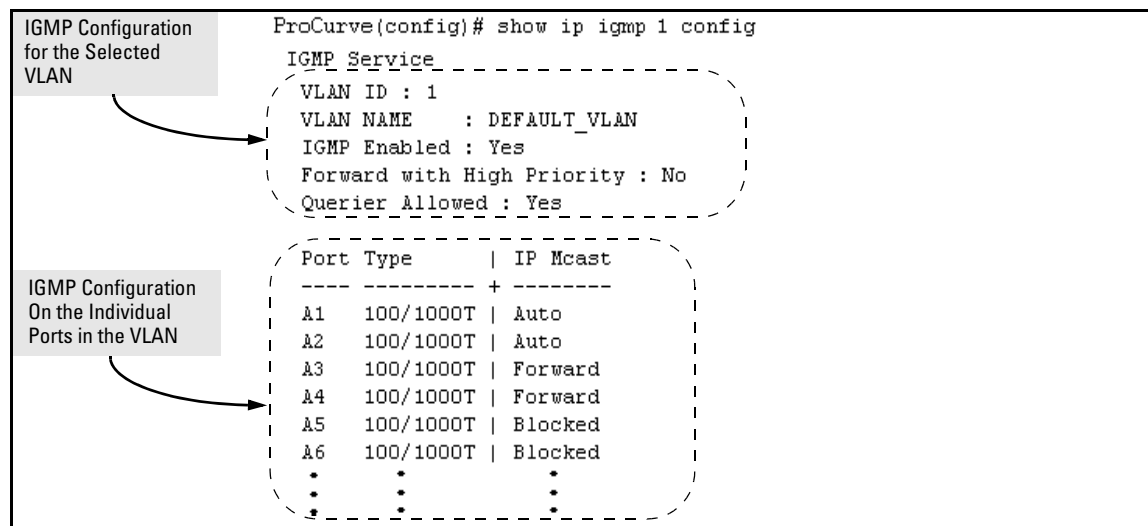 IGMP Configuration
for the Selected
VLAN
ProCurve(config)# show ip igmp 1 config
IGMP Service
VLAN ID : 1
VLAN NAME : DEFAULT_VLAN
IGMP Enabled : Yes
Forward with High Priority : No
Querier Allowed : Yes
IGMP Configuration
On the Individual
Ports in the VLAN
Port Type | IP Mcast
---- --------- + --------
A1 100/1000T | Auto
A2 100/1000T | Auto
A3 100/1000T | Forward
A4 100/1000T | Forward
A5 100/1000T | Blocked
A6 100/1000T | Blocked